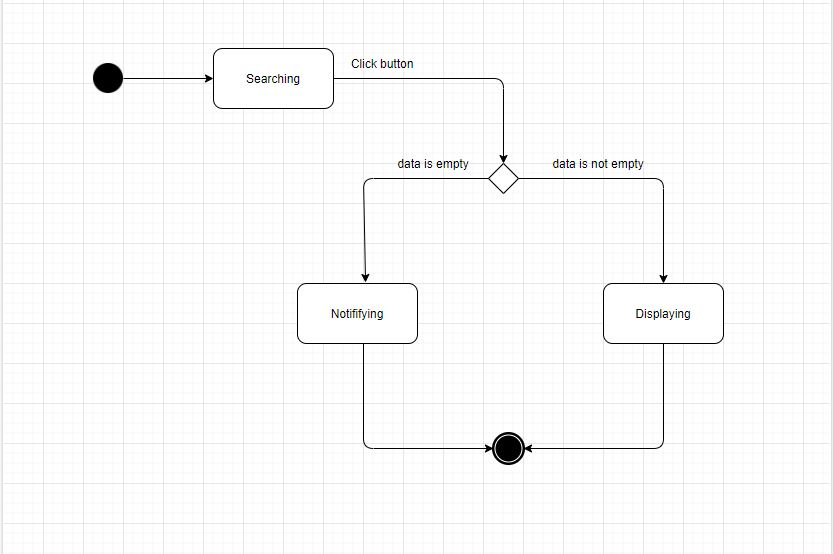 Click button
Searching
data is empty
data is not empty
Notififying
Displaying